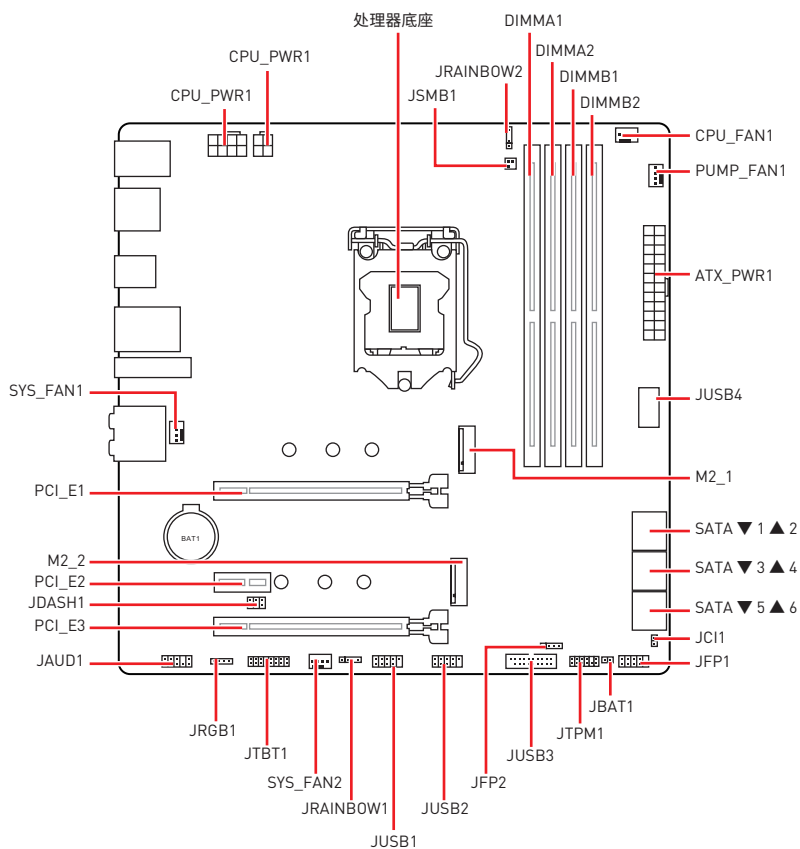 处理器底座
DIMMA1
DIMMA2
CPU_PWR1
JRAINBOW2
DIMMB1
CPU_PWR1
JSMB1
DIMMB2
CPU_FAN1
PUMP_FAN1
ATX_PWR1
SYS_FAN1
JUSB4
M2_1
PCI_E1
SATA ▼ 1 ▲ 2
BAT1
M2_2
SATA ▼ 3 ▲ 4
PCI_E2
JDASH1
SATA ▼ 5 ▲ 6
PCI_E3
JCI1
JAUD1
JFP1
JBAT1
JRGB1
JTPM1
JTBT1
JUSB3
SYS_FAN2
JFP2
JRAINBOW1
JUSB2
JUSB1